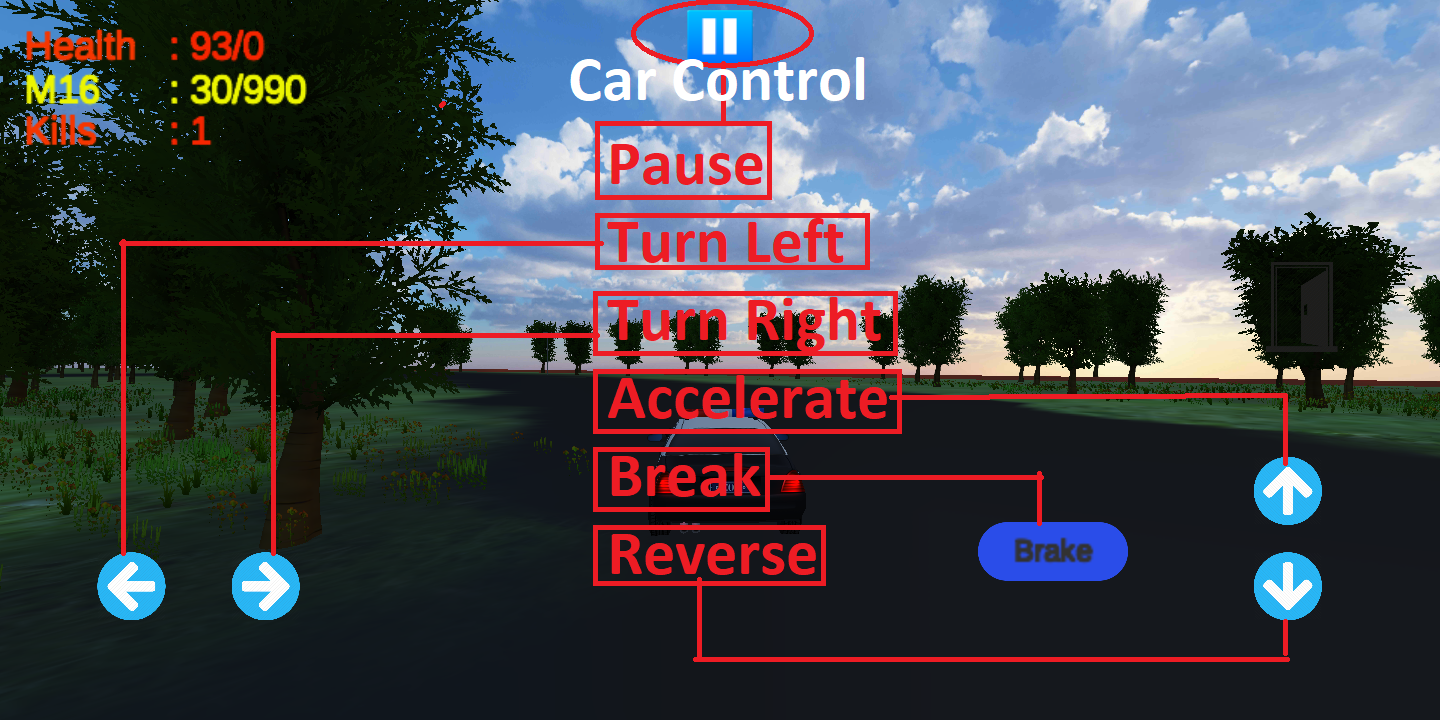 Health : 93/0
M16 : 30/990
Kills : 1
Car Control
Pause
Turn Left
Turn Right
Accelerate
Break
Reverse
Brake